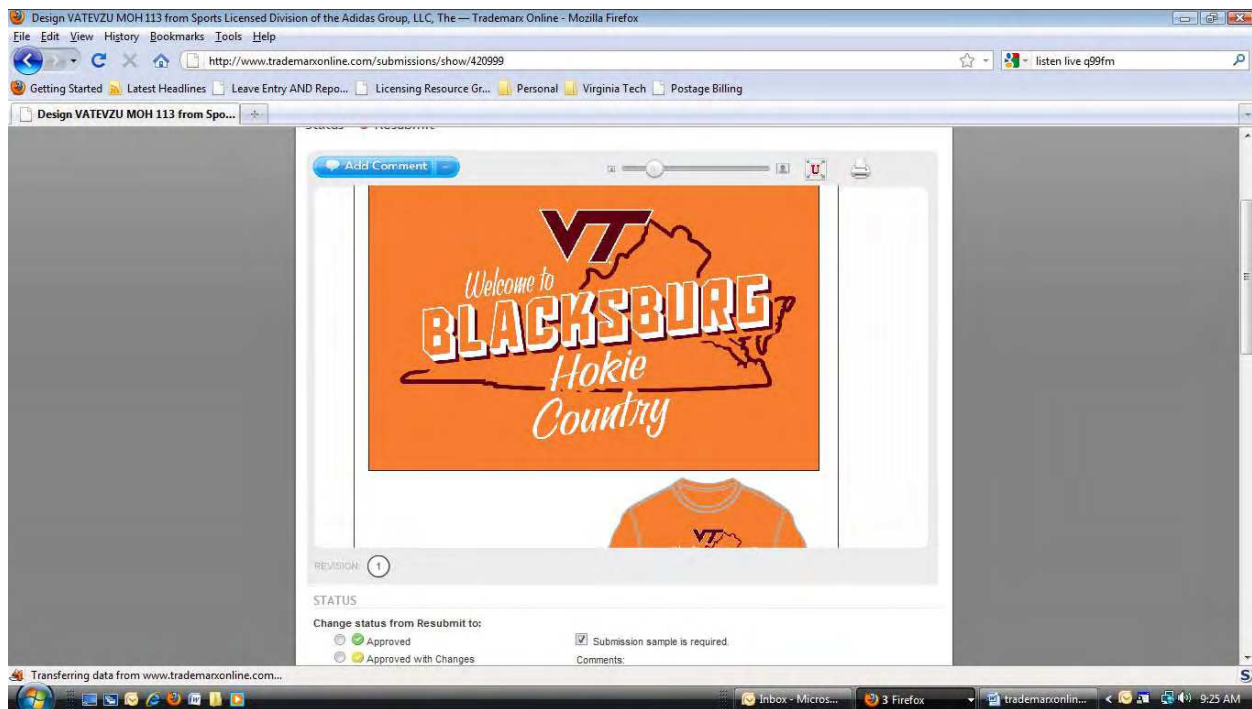 Design VATEVZU MOH 113 from Sports Licensed Division of the Adidas Group, LLC, The — Trademarx Online - Mozilla Firefox
File Edit View History Bookmarks Tools Help
http://www.trademarxonline.com/submissions/show/420999
listen live q99fm
Getting Started Latest Headlines Leave Entry AND Repo... Licensing Resource Gr... Personal Virginia Tech Postage Billing
Design VATEVZU MOH 113 from Spo...
Status Resubmit
Add Comment
U
VT
Welcome to
BLACKSBURG
Hokie
Country
VT
REVISION: 1
STATUS
Change status from Resubmit to:
Approved
Submission sample is required.
Approved with Changes
Comments:
Transferring data from www.trademarxonline.com...
S
Inbox - Micros... 3 Firefox trademarxonlin... 9:25 AM